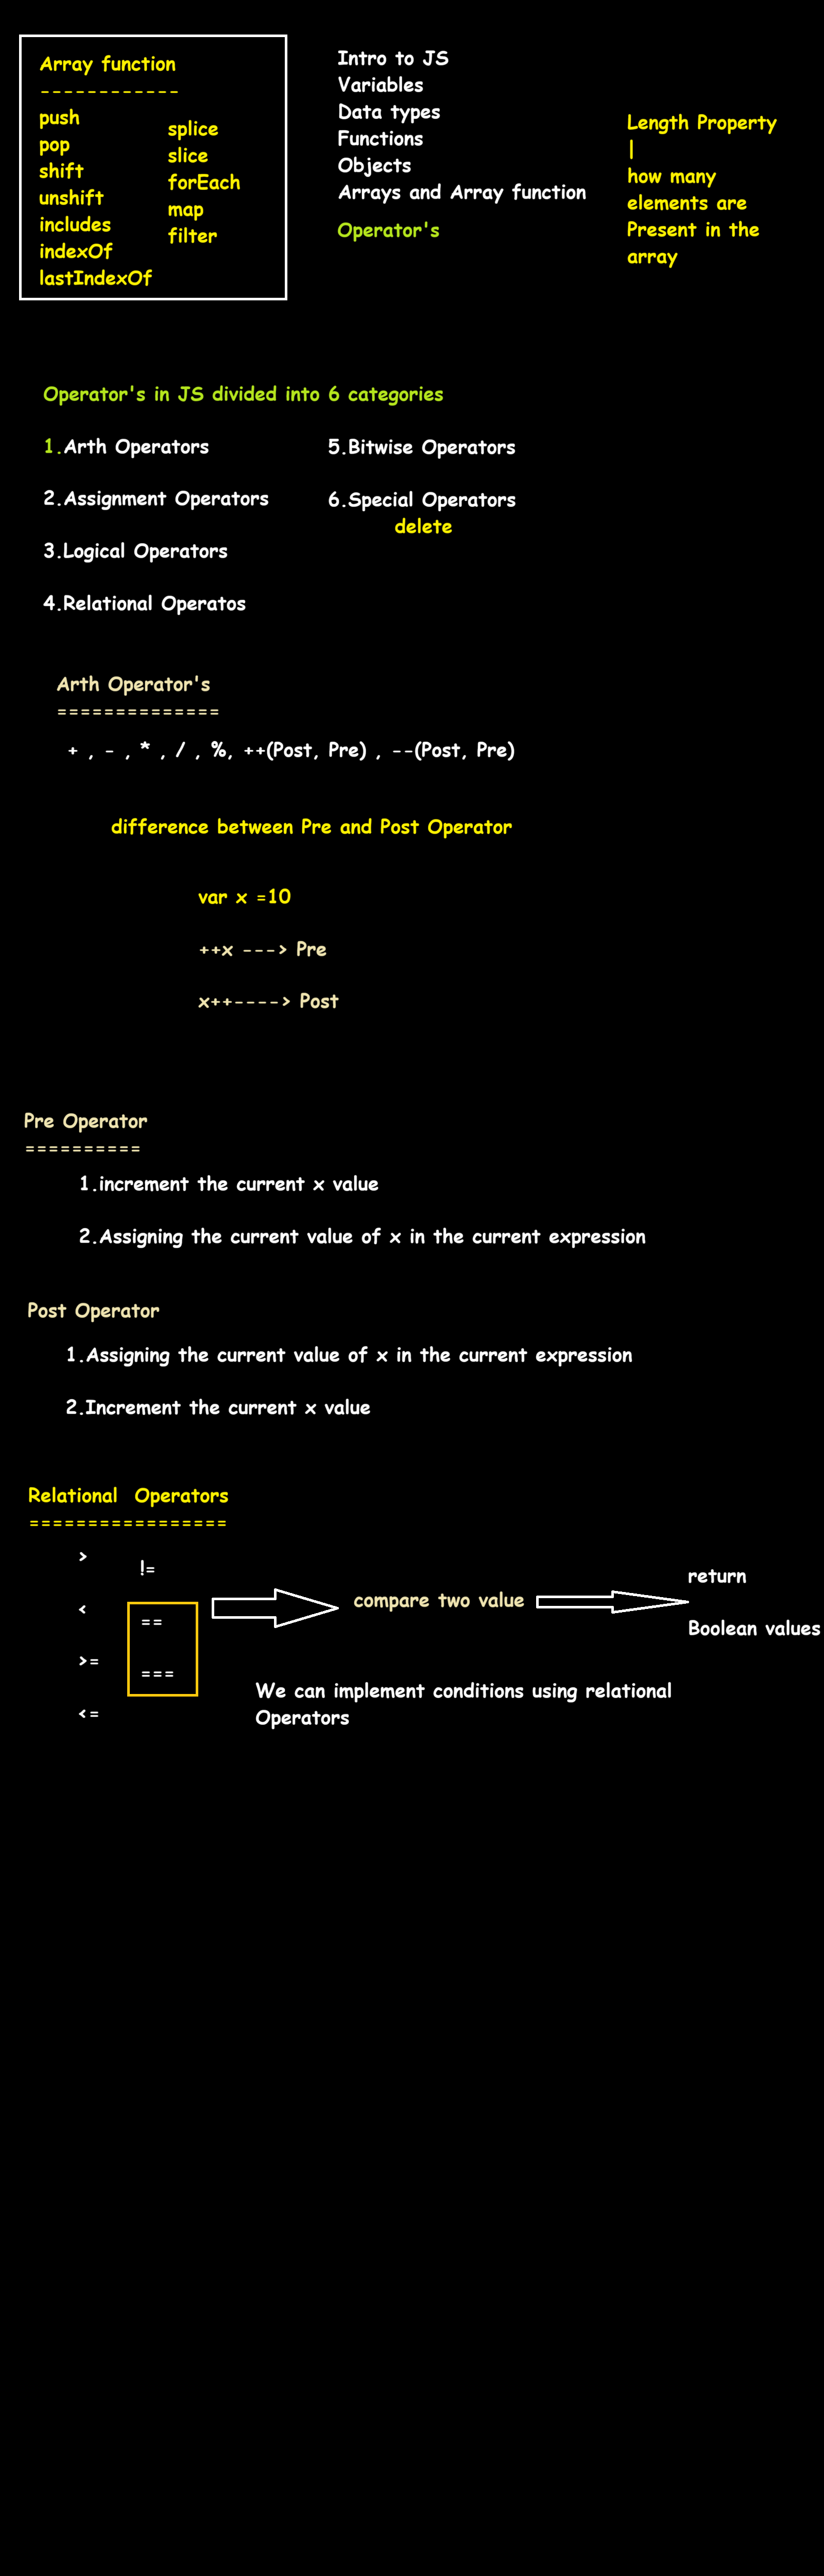 Array function
------------
push
pop
shift
unshift
includes
indexOf
lastIndexOf
splice
slice
forEach
map
filter
Intro to JS
Variables
Data types
Functions
Objects
Arrays and Array function
Operator's
Length Property
|
how many
elements are
Present in the
array
Operator's in JS divided into 6 categories
1.Arth Operators
2.Assignment Operators
3.Logical Operators
4.Relational Operatos
5.Bitwise Operators
6.Special Operators
delete
Arth Operator's
==============
+ , - , * , / , %, ++(Post, Pre) , --(Post, Pre)
difference between Pre and Post Operator
var x =10
++x ---> Pre
x++----> Post
Pre Operator
==========
1.increment the current x value
2.Assigning the current value of x in the current expression
Post Operator
1.Assigning the current value of x in the current expression
2.Increment the current x value
Relational  Operators
=================
>
<
>=
<=
!=
==
===
compare two value
return
Boolean values
We can implement conditions using relational
Operators